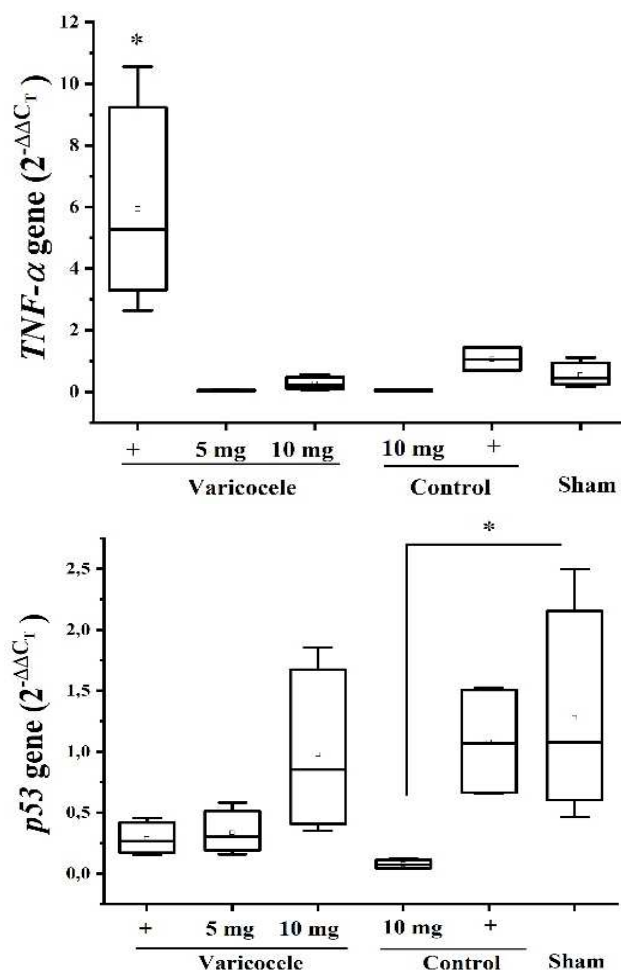 12
*
10
8
6
4
2
0
TNF-α gene (2^-ΔΔC_T)
+ 5 mg 10 mg 10 mg + 
Varicocele Control Sham
*
2,5
2,0
1,5
1,0
0,5
0,0
p53 gene (2^-ΔΔC_T)
+ 5 mg 10 mg 10 mg +
Varicocele Control Sham